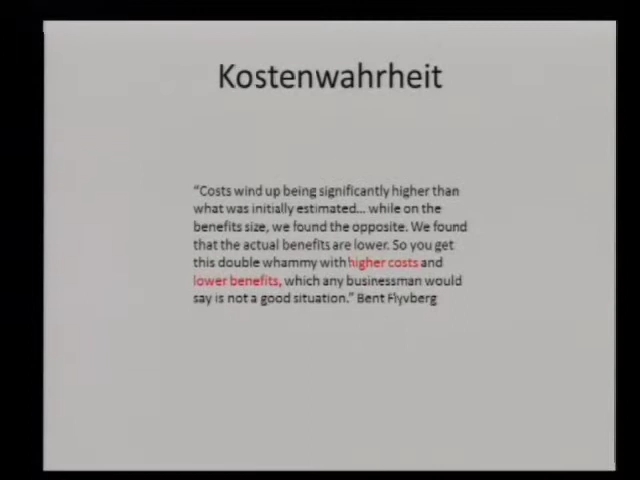 Kostenwahrheit
“Costs wind up being significantly higher than
what was initially estimated... while on the
benefits size, we found the opposite. We found
that the actual benefits are lower. So you get
this double whammy with higher costs and
lower benefits, which any businessman would
say is not a good situation.” Bent Flyvberg